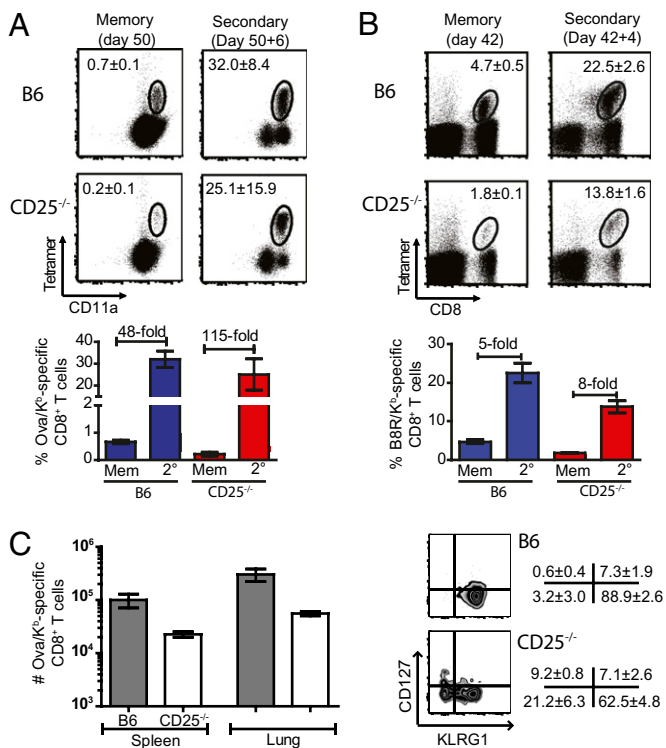 A
Memory
(day 50)
Secondary
(Day 50+6)
B6
0.7±0.1
32.0±8.4
CD25-/-
0.2±0.1
25.1±15.9
Tetramer
CD11a
% Ova/Kb-specific
CD8+ T cells
40
30
20
10
2
1
0
48-fold
115-fold
Mem
2°
Mem
2°
B6
CD25-/-
B
Memory
(day 42)
Secondary
(Day 42+4)
B6
4.7±0.5
22.5±2.6
CD25-/-
1.8±0.1
13.8±1.6
Tetramer
CD8
% B8R/Kb-specific
CD8+ T cells
30
20
10
0
5-fold
8-fold
Mem
2°
Mem
2°
B6
CD25-/-
C
# Ova/Kb-specific
CD8+ T cells
10⁶
10⁵
10⁴
10³
B6
CD25-/-
Spleen
Lung
B6
0.6±0.4
7.3±1.9
3.2±3.0
88.9±2.6
CD25-/-
9.2±0.8
7.1±2.6
21.2±6.3
62.5±4.8
CD127
KLRG1